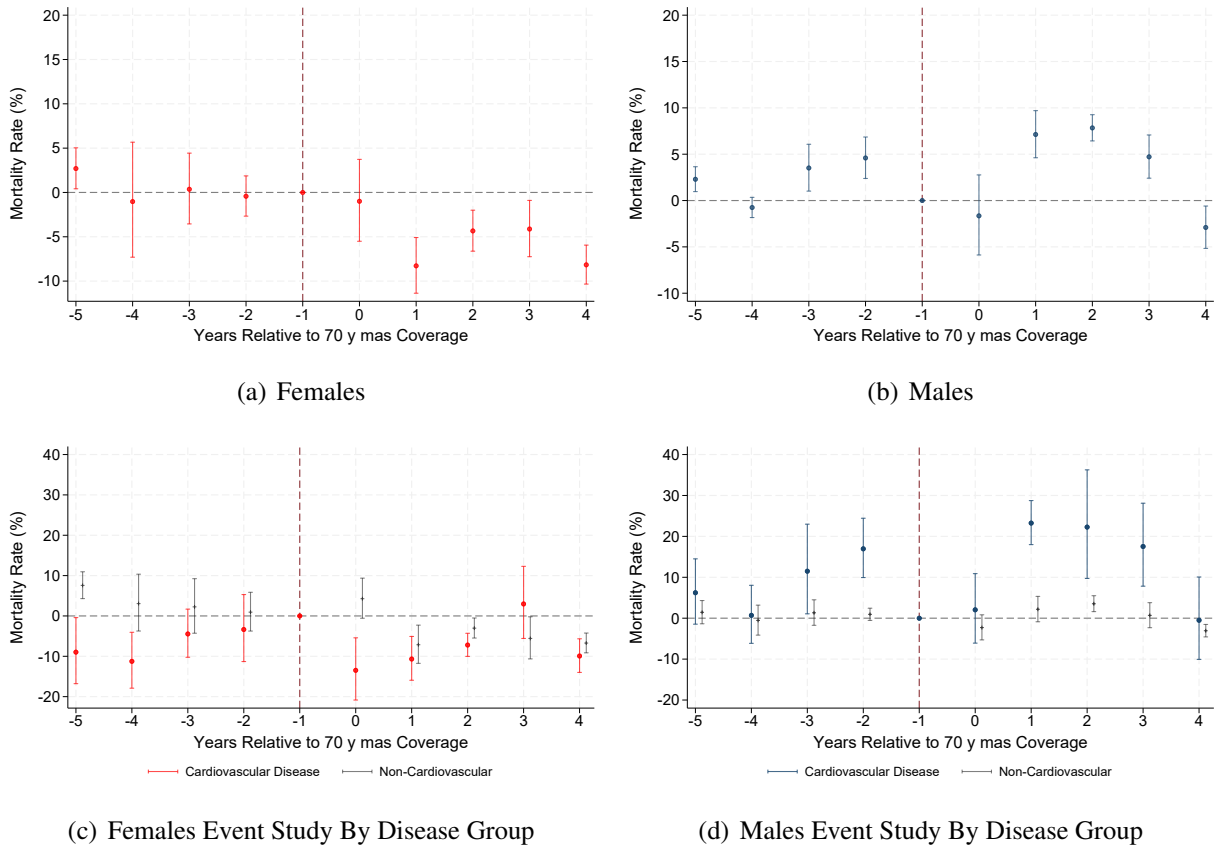 20
15
10
5
0
-5
-10
Mortality Rate (%)
-5 -4 -3 -2 -1 0 1 2 3 4
Years Relative to 70 y mas Coverage
(a) Females
20
15
10
5
0
-5
-10
Mortality Rate (%)
-5 -4 -3 -2 -1 0 1 2 3 4
Years Relative to 70 y mas Coverage
(b) Males
40
30
20
10
0
-10
-20
Mortality Rate (%)
-5 -4 -3 -2 -1 0 1 2 3 4
Years Relative to 70 y mas Coverage
Cardiovascular Disease Non-Cardiovascular
(c) Females Event Study By Disease Group
40
30
20
10
0
-10
-20
Mortality Rate (%)
-5 -4 -3 -2 -1 0 1 2 3 4
Years Relative to 70 y mas Coverage
Cardiovascular Disease Non-Cardiovascular
(d) Males Event Study By Disease Group